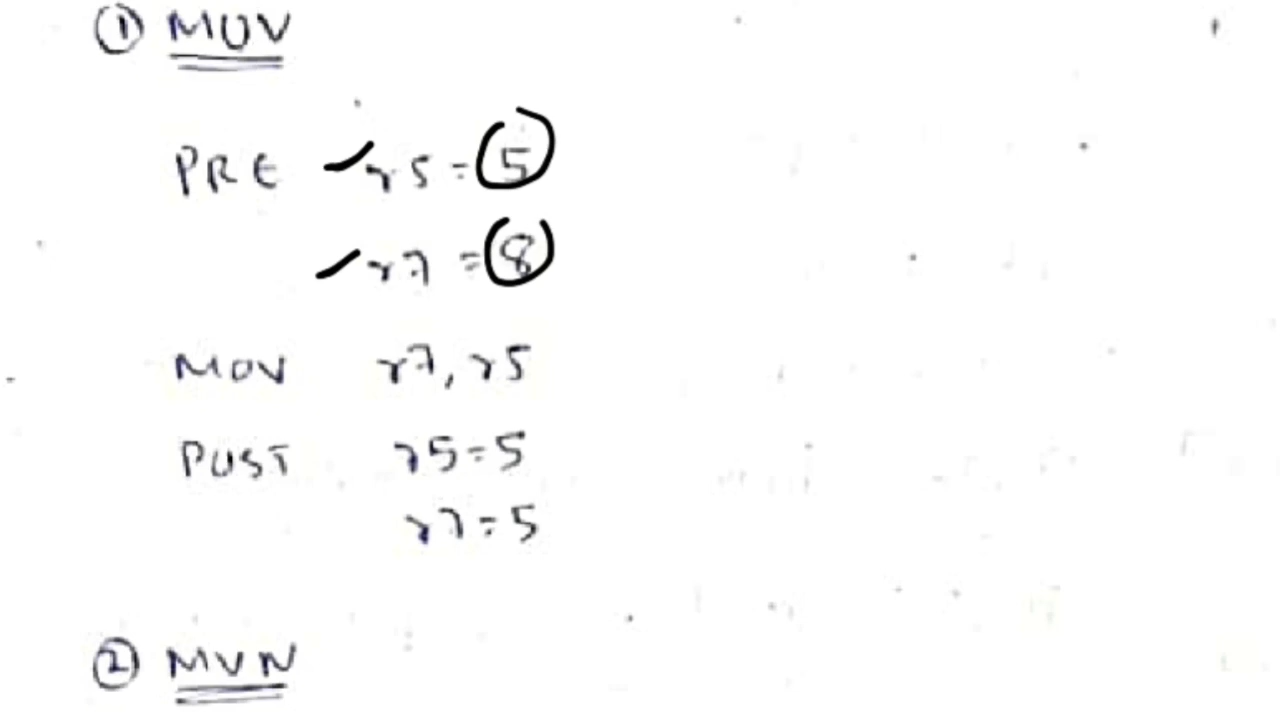 ① MOV
PRE r5 = 5
r7 = 8
MOV r7, r5
POST r5 = 5
r7 = 5
② MVN